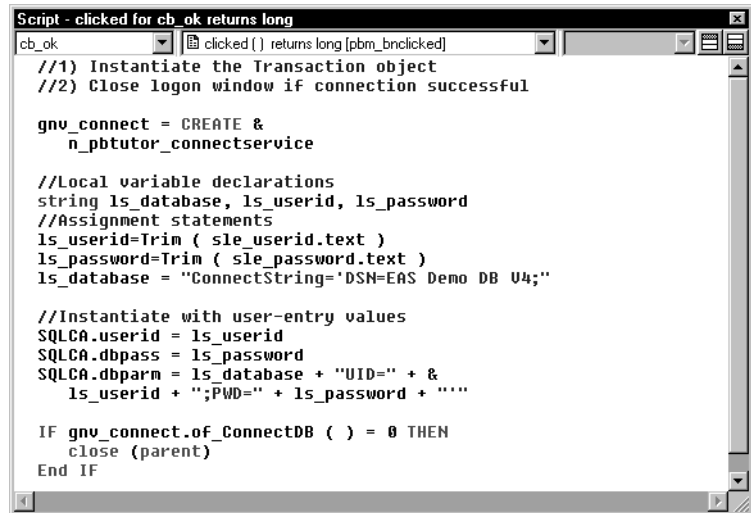 Script - clicked for cb_ok returns long
cb_ok clicked ( ) returns long [pbm_bnclicked]
//1) Instantiate the Transaction object
//2) Close logon window if connection successful
gnv_connect = CREATE &
n_pbtutor_connectservice
//Local variable declarations
string ls_database, ls_userid, ls_password
//Assignment statements
ls_userid=Trim ( sle_userid.text )
ls_password=Trim ( sle_password.text )
ls_database = "ConnectString='DSN=EAS Demo DB V4;"
//Instantiate with user-entry values
SQLCA.userid = ls_userid
SQLCA.dbpass = ls_password
SQLCA.dbparm = ls_database + "UID=" + &
ls_userid + ";PWD=" + ls_password + "'"
IF gnv_connect.of_ConnectDB ( ) = 0 THEN
close (parent)
End IF